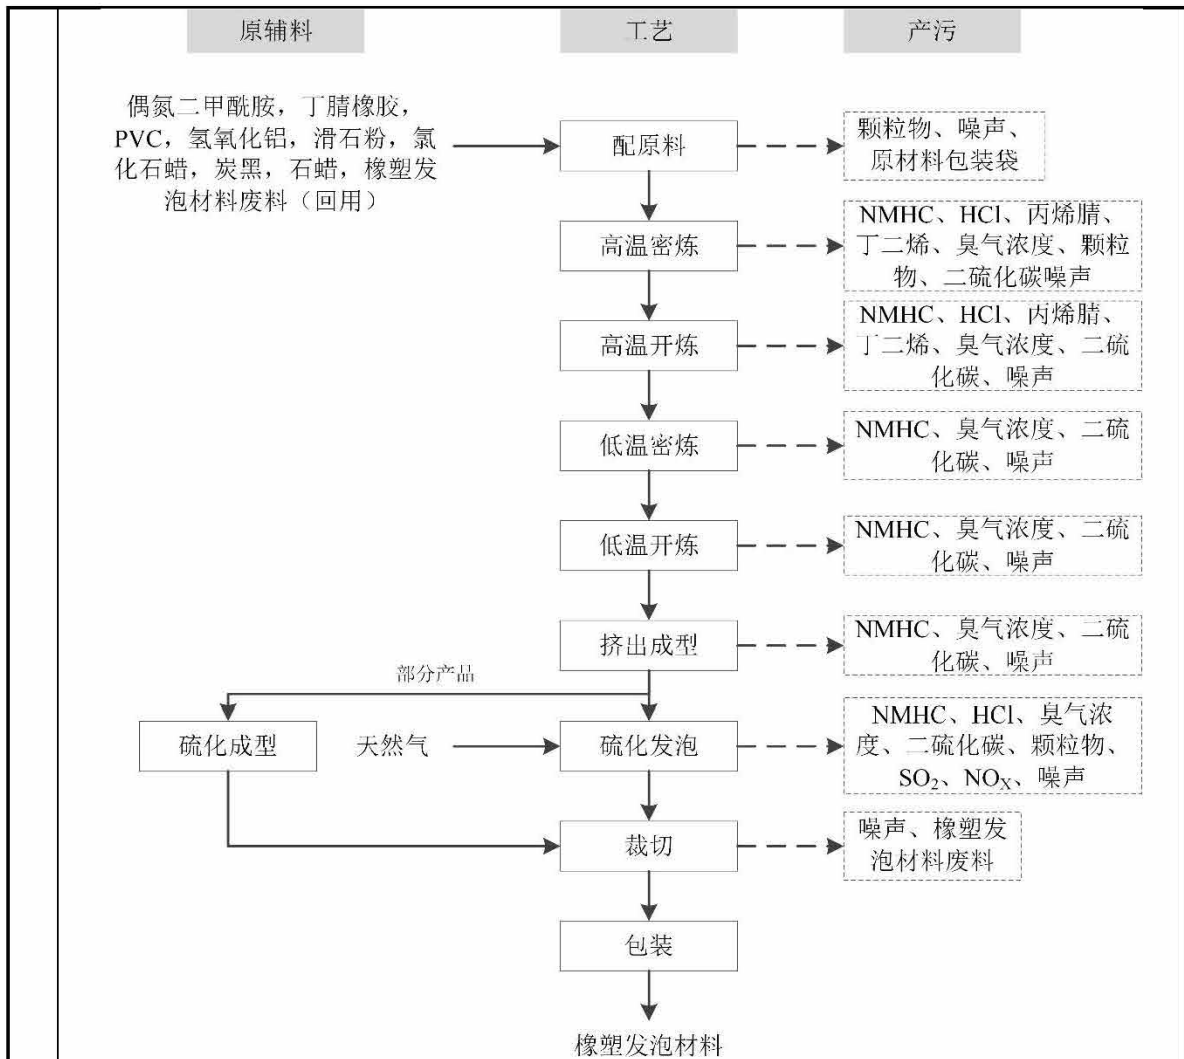 原辅料
工艺
产污
偶氮二甲酰胺，丁腈橡胶，
PVC，氢氧化铝，滑石粉，氯
化石蜡，炭黑，石蜡，橡塑发
泡材料废料（回用）
配原料
颗粒物、噪声、
原材料包装袋
高温密炼
NMHC、HCl、丙烯腈、
丁二烯、臭气浓度、颗粒
物、二硫化碳噪声
高温开炼
NMHC、HCl、丙烯腈、
丁二烯、臭气浓度、二硫
化碳、噪声
低温密炼
NMHC、臭气浓度、二硫
化碳、噪声
低温开炼
NMHC、臭气浓度、二硫
化碳、噪声
挤出成型
NMHC、臭气浓度、二硫
化碳、噪声
部分产品
硫化成型
天然气
硫化发泡
NMHC、HCl、臭气浓
度、二硫化碳、颗粒物、
SO₂、NOₓ、噪声
裁切
噪声、橡塑发
泡材料废料
包装
橡塑发泡材料